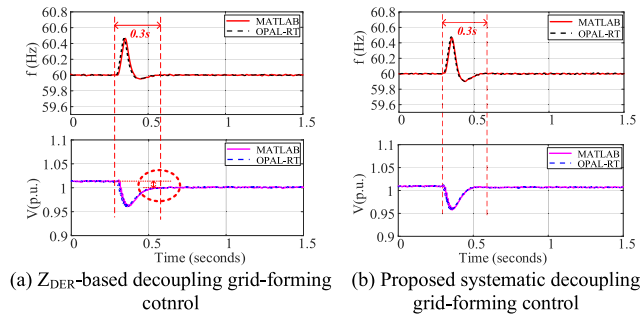 60.8
60.6
60.4
60.2
60
59.8
59.6
f (Hz)
0.3s
MATLAB
OPAL-RT
0 0.5 1 1.5
1.1
1.05
1
0.95
0.9
V(p.u.)
MATLAB
OPAL-RT
0 0.5 1 1.5
Time (seconds)
(a) ZDER-based decoupling grid-forming
cotnrol
60.8
60.6
60.4
60.2
60
59.8
59.6
f (Hz)
0.3s
MATLAB
OPAL-RT
0 0.5 1 1.5
1.1
1.05
1
0.95
0.9
V(p.u.)
MATLAB
OPAL-RT
0 0.5 1 1.5
Time (seconds)
(b) Proposed systematic decoupling
grid-forming control